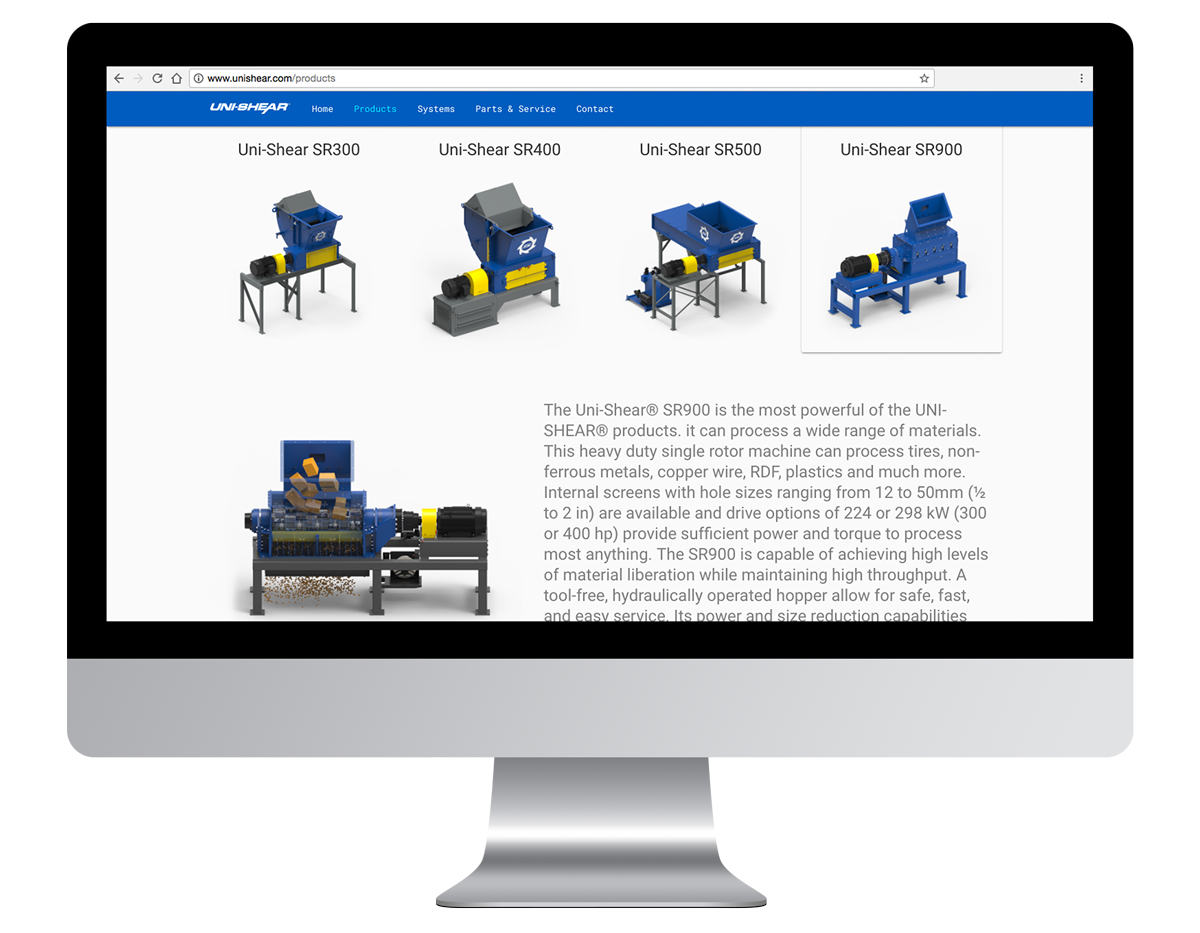 www.unishear.com/products
UNI-SHEAR Home Products Systems Parts & Service Contact
Uni-Shear SR300 Uni-Shear SR400 Uni-Shear SR500 Uni-Shear SR900
The Uni-Shear® SR900 is the most powerful of the UNI-
SHEAR® products. it can process a wide range of materials.
This heavy duty single rotor machine can process tires, non-
ferrous metals, copper wire, RDF, plastics and much more.
Internal screens with hole sizes ranging from 12 to 50mm (½
to 2 in) are available and drive options of 224 or 298 kW (300
or 400 hp) provide sufficient power and torque to process
most anything. The SR900 is capable of achieving high levels
of material liberation while maintaining high throughput. A
tool-free, hydraulically operated hopper allow for safe, fast,
and easy service. Its power and size reduction capabilities